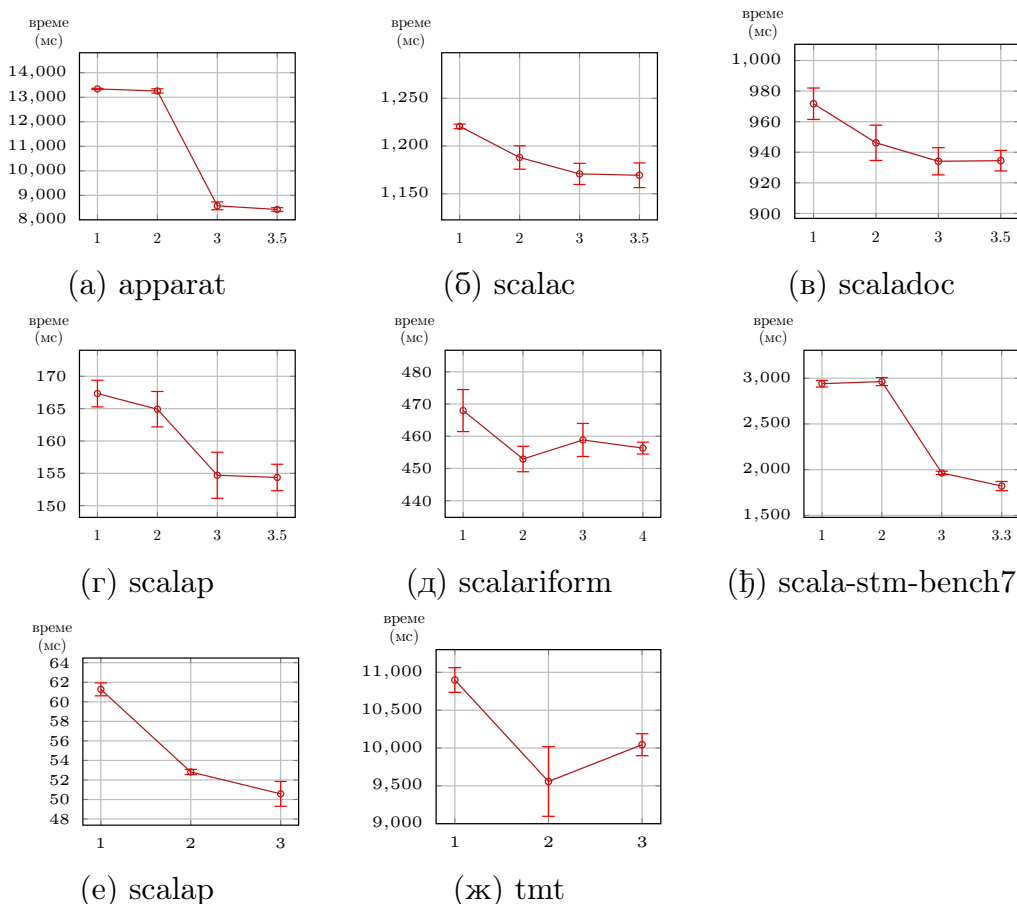 време
(мс)
14,000
13,000
12,000
11,000
10,000
9,000
8,000
1 2 3 3.5
(а) apparat
време
(мс)
1,250
1,200
1,150
1 2 3 3.5
(б) scalac
време
(мс)
1,000
980
960
940
920
900
1 2 3 3.5
(в) scaladoc
време
(мс)
170
165
160
155
150
1 2 3 3.5
(г) scalap
време
(мс)
480
470
460
450
440
1 2 3 4
(д) scalariform
време
(мс)
3,000
2,500
2,000
1,500
1 2 3 3.3
(ђ) scala-stm-bench7
време
(мс)
64
62
60
58
56
54
52
50
48
1 2 3
(е) scalap
време
(мс)
11,000
10,500
10,000
9,500
9,000
1 2 3
(ж) tmt